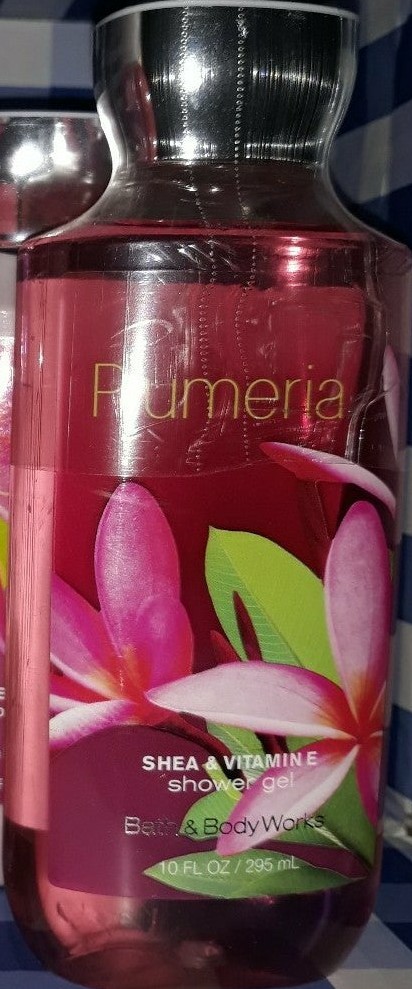 Plumeria
SHEA & VITAMIN E
shower gel
Bath & Body Works
10 FL OZ / 295 mL